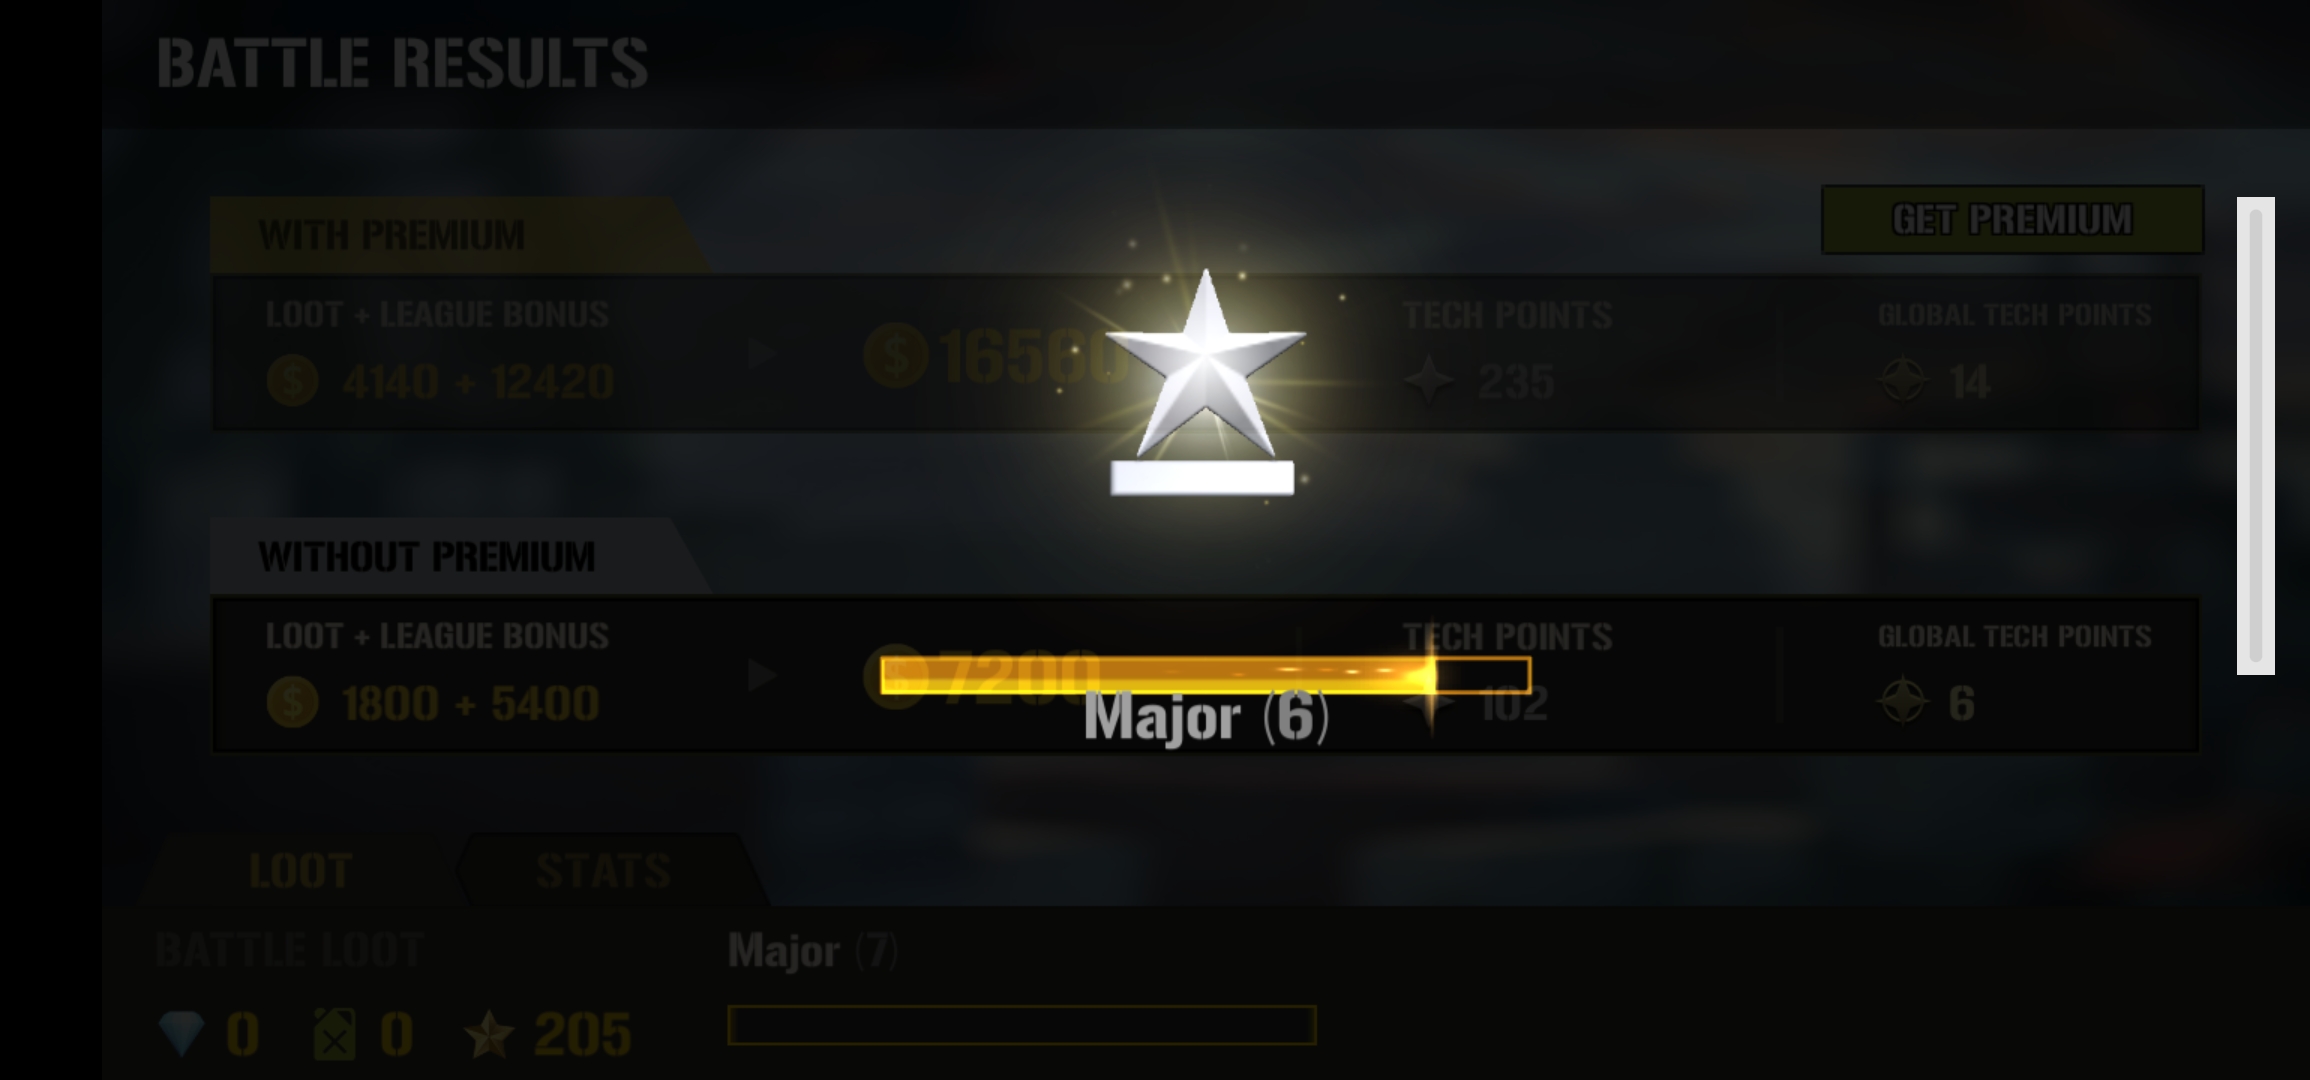 BATTLE RESULTS
WITH PREMIUM
GET PREMIUM
LOOT + LEAGUE BONUS
TECH POINTS
GLOBAL TECH POINTS
$ 4140 + 12420
$ 16560
235
14
WITHOUT PREMIUM
LOOT + LEAGUE BONUS
TECH POINTS
GLOBAL TECH POINTS
$ 1800 + 5400
$ 7200
102
6
Major (6)
LOOT
STATS
BATTLE LOOT
Major (7)
0
0
205